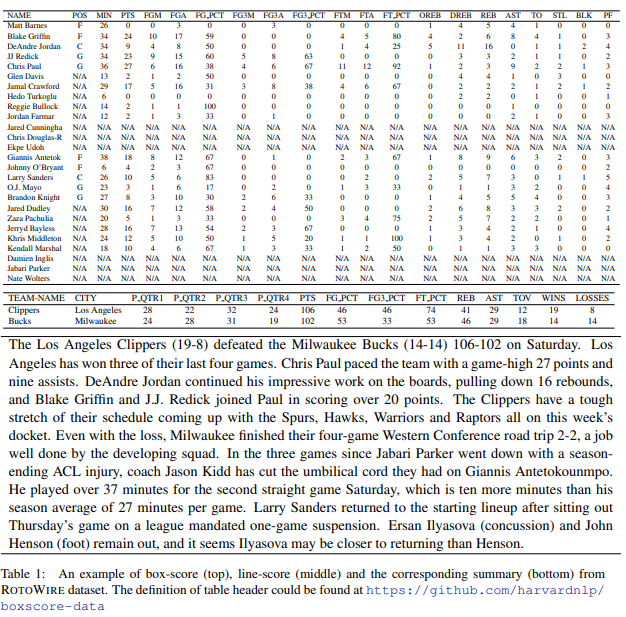 NAME POS MIN PTS FGM FGA FG_PCT FG3M FG3A FG3_PCT FTM FTA FT_PCT OREB DREB REB AST TO STL BLK PF
Matt Barnes F 26 0 0 3 0 0 0 0 0 0 1 4 5 4 1 0 0
Blake Griffin F 34 24 10 17 59 0 1 0 4 5 80 2 6 8 4 1 0 3
DeAndre Jordan C 34 9 4 8 50 0 0 0 1 4 25 5 11 16 0 1 1 2 4
JJ Redick G 34 23 9 15 60 5 8 63 0 0 0 0 3 3 2 1 1 0 2
Chris Paul G 36 27 6 16 38 4 6 67 11 12 92 1 2 3 9 2 2 1
Glen Davis N/A 13 2 1 2 50 0 0 0 0 0 0 0 4 4 1 0 3 0 0
Jamal Crawford N/A 29 17 5 16 31 3 8 38 4 6 67 0 2 2 2 1 2 1 2
Hedo Turkoglu N/A 6 0 0 0 0 0 0 0 0 0 0 0 2 2 0 1 0 0 1
Reggie Bullock N/A 14 2 1 1 100 0 0 0 0 0 0 0 0 0 1 0 0 0 0
Jordan Farmar N/A 12 2 1 3 33 0 1 0 0 0 0 0 0 0 2 1 0 0 3
Jared Cunningha N/A N/A N/A N/A N/A N/A N/A N/A N/A N/A N/A N/A N/A N/A N/A N/A N/A N/A N/A N/A
Chris Douglas-R N/A N/A N/A N/A N/A N/A N/A N/A N/A N/A N/A N/A N/A N/A N/A N/A N/A N/A N/A N/A
Ekpe Udoh N/A N/A N/A N/A N/A N/A N/A N/A N/A N/A N/A N/A N/A N/A N/A N/A N/A N/A N/A N/A
Giannis Antetok F 38 18 8 12 67 0 1 0 2 3 67 1 8 9 6 3 2 0 3
Johnny O'Bryant F 6 4 2 3 67 0 0 0 0 0 0 0 0 0 0 0 0 0 2
Larry Sanders C 26 10 5 6 83 0 0 0 0 2 0 2 5 7 3 0 1 1 5
O.J. Mayo G 23 3 1 6 17 0 2 0 1 3 33 0 1 1 3 2 0 0 4
Brandon Knight G 27 8 3 10 30 2 6 33 0 0 0 1 4 5 5 4 0 0 3
Jared Dudley N/A 30 16 7 12 58 2 4 50 0 0 0 2 6 8 3 3 2 0 3
Zaza Pachulia N/A 20 5 1 3 33 0 0 0 3 4 75 2 5 7 2 2 0 0 1
Jerryd Bayless N/A 28 16 7 13 54 2 3 67 0 0 0 1 3 4 2 1 0 0 4
Khris Middleton N/A 24 12 5 10 50 1 5 20 1 1 100 1 3 4 2 0 1 0 2
Kendall Marshal N/A 18 10 4 6 67 1 3 33 1 2 50 0 1 1 3 3 0 0 0
Damien Inglis N/A N/A N/A N/A N/A N/A N/A N/A N/A N/A N/A N/A N/A N/A N/A N/A N/A N/A N/A N/A
Jabari Parker N/A N/A N/A N/A N/A N/A N/A N/A N/A N/A N/A N/A N/A N/A N/A N/A N/A N/A N/A N/A
Nate Wolters N/A N/A N/A N/A N/A N/A N/A N/A N/A N/A N/A N/A N/A N/A N/A N/A N/A N/A N/A N/A
TEAM-NAME CITY P_QTR1 P_QTR2 P_QTR3 P_QTR4 PTS FG_PCT FG3_PCT FT_PCT REB AST TOV WINS LOSSES
Clippers Los Angeles 28 22 32 24 106 46 46 74 41 29 12 19 8
Bucks Milwaukee 24 28 31 19 102 53 33 53 46 29 18 14 14
The Los Angeles Clippers (19-8) defeated the Milwaukee Bucks (14-14) 106-102 on Saturday. Los
Angeles has won three of their last four games. Chris Paul paced the team with a game-high 27 points and
nine assists. DeAndre Jordan continued his impressive work on the boards, pulling down 16 rebounds,
and Blake Griffin and J.J. Redick joined Paul in scoring over 20 points. The Clippers have a tough
stretch of their schedule coming up with the Spurs, Hawks, Warriors and Raptors all on this week's
docket. Even with the loss, Milwaukee finished their four-game Western Conference road trip 2-2, a job
well done by the developing squad. In the three games since Jabari Parker went down with a season-
ending ACL injury, coach Jason Kidd has cut the umbilical cord they had on Giannis Antetokounmpo.
He played over 37 minutes for the second straight game Saturday, which is ten more minutes than his
season average of 27 minutes per game. Larry Sanders returned to the starting lineup after sitting out
Thursday's game on a league mandated one-game suspension. Ersan Ilyasova (concussion) and John
Henson (foot) remain out, and it seems Ilyasova may be closer to returning than Henson.
Table 1: An example of box-score (top), line-score (middle) and the corresponding summary (bottom) from
ROTOWIRE dataset. The definition of table header could be found at https://github.com/harvardnlp/
boxscore-data